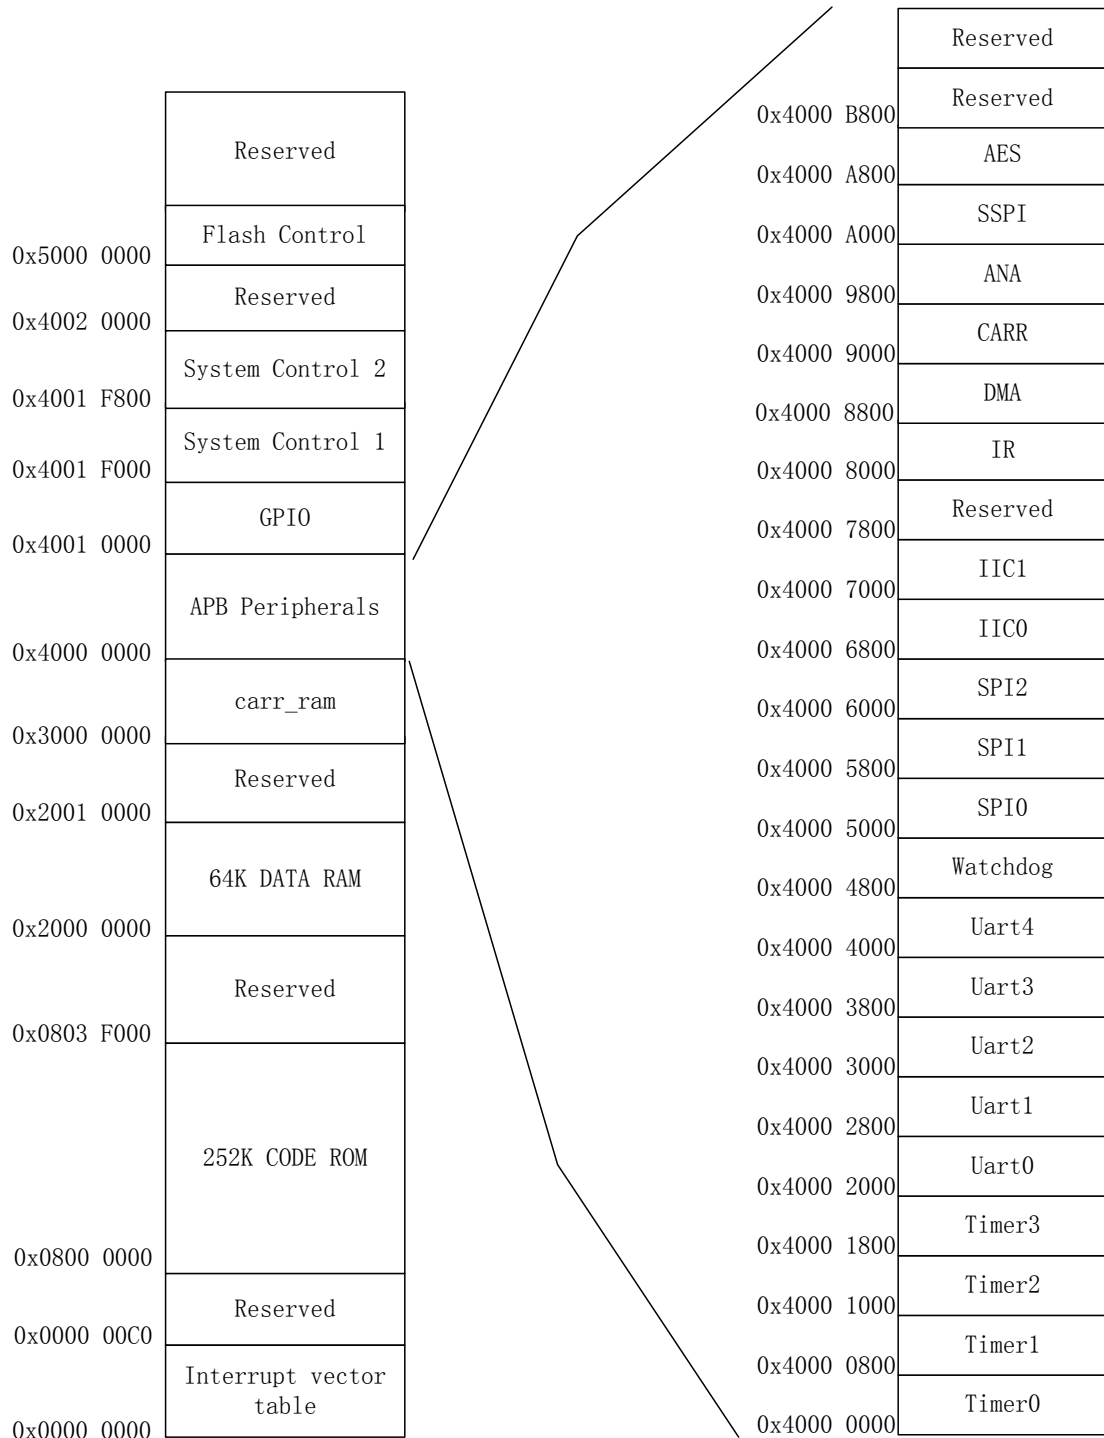 Reserved
Flash Control
0x5000 0000
Reserved
0x4002 0000
System Control 2
0x4001 F800
System Control 1
0x4001 F000
GPIO
0x4001 0000
APB Peripherals
0x4000 0000
carr_ram
0x3000 0000
Reserved
0x2001 0000
64K DATA RAM
0x2000 0000
Reserved
0x0803 F000
252K CODE ROM
0x0800 0000
Reserved
0x0000 00C0
Interrupt vector
table
0x0000 0000
Reserved
Reserved
0x4000 B800
AES
0x4000 A800
SSPI
0x4000 A000
ANA
0x4000 9800
CARR
0x4000 9000
DMA
0x4000 8800
IR
0x4000 8000
Reserved
0x4000 7800
IIC1
0x4000 7000
IIC0
0x4000 6800
SPI2
0x4000 6000
SPI1
0x4000 5800
SPI0
0x4000 5000
Watchdog
0x4000 4800
Uart4
0x4000 4000
Uart3
0x4000 3800
Uart2
0x4000 3000
Uart1
0x4000 2800
Uart0
0x4000 2000
Timer3
0x4000 1800
Timer2
0x4000 1000
Timer1
0x4000 0800
Timer0
0x4000 0000